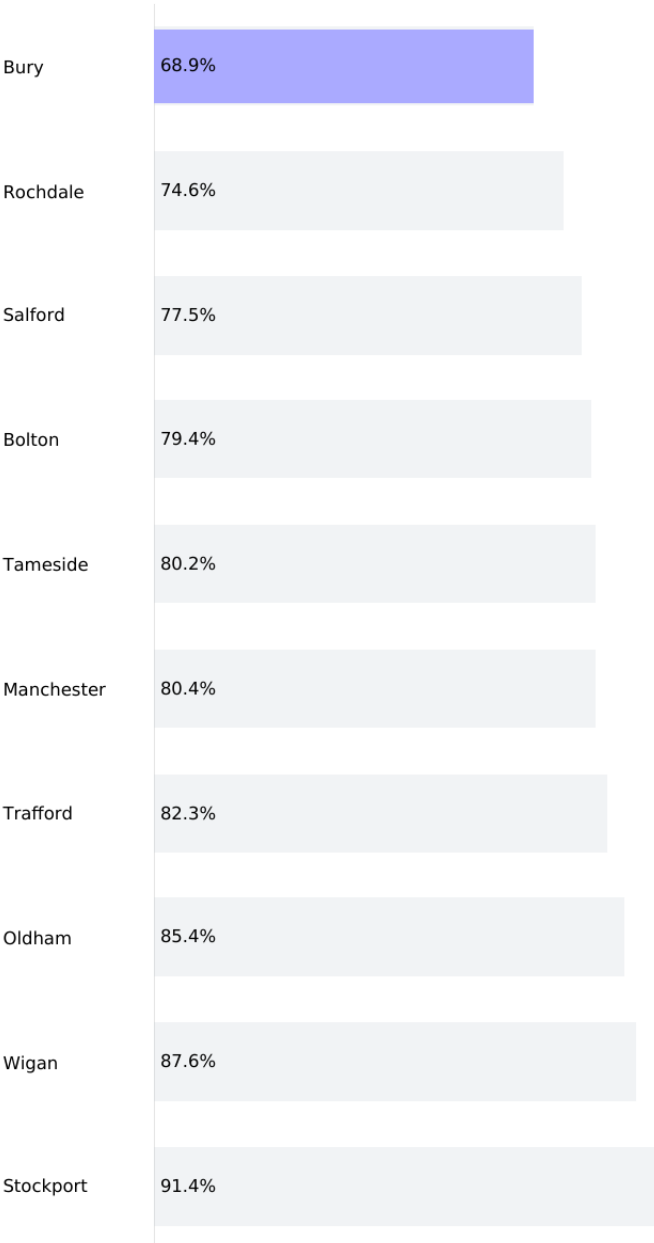 Bury 68.9%
Rochdale 74.6%
Salford 77.5%
Bolton 79.4%
Tameside 80.2%
Manchester 80.4%
Trafford 82.3%
Oldham 85.4%
Wigan 87.6%
Stockport 91.4%